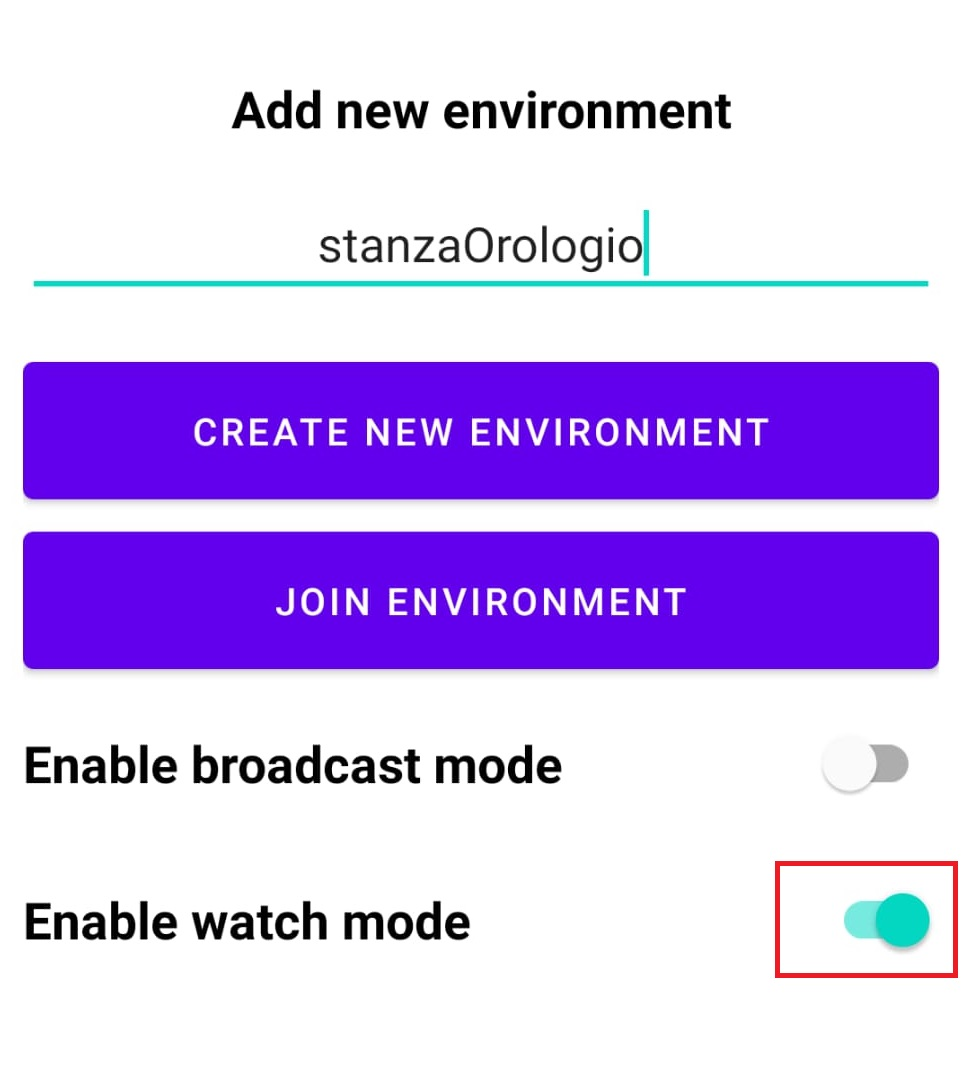 Add new environment
stanzaOrologio
CREATE NEW ENVIRONMENT
JOIN ENVIRONMENT
Enable broadcast mode
Enable watch mode